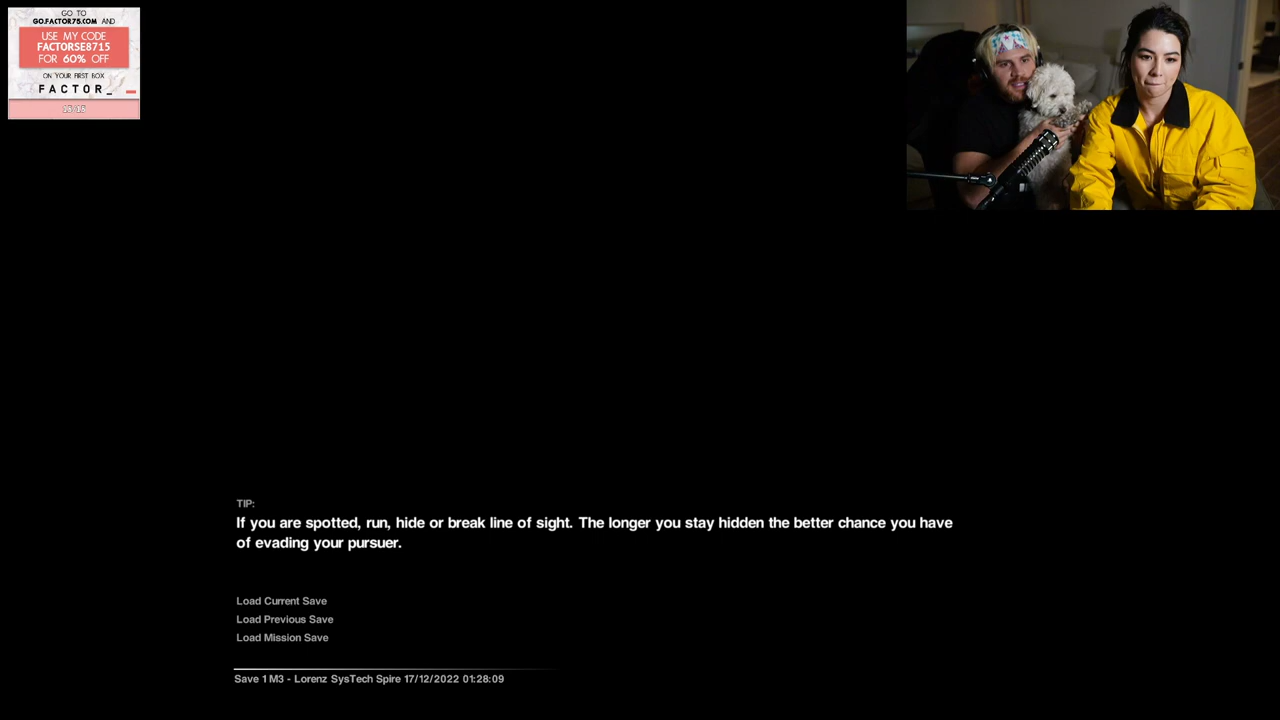 GO TO
GO.FACTOR75.COM AND
USE MY CODE
FACTORSE8715
FOR 60% OFF
ON YOUR FIRST BOX
FACTOR_
TIP:
If you are spotted, run, hide or break line of sight. The longer you stay hidden the better chance you have
of evading your pursuer.
Load Current Save
Load Previous Save
Load Mission Save
Save 1 M3 - Lorenz SysTech Spire 17/12/2022 01:28:09